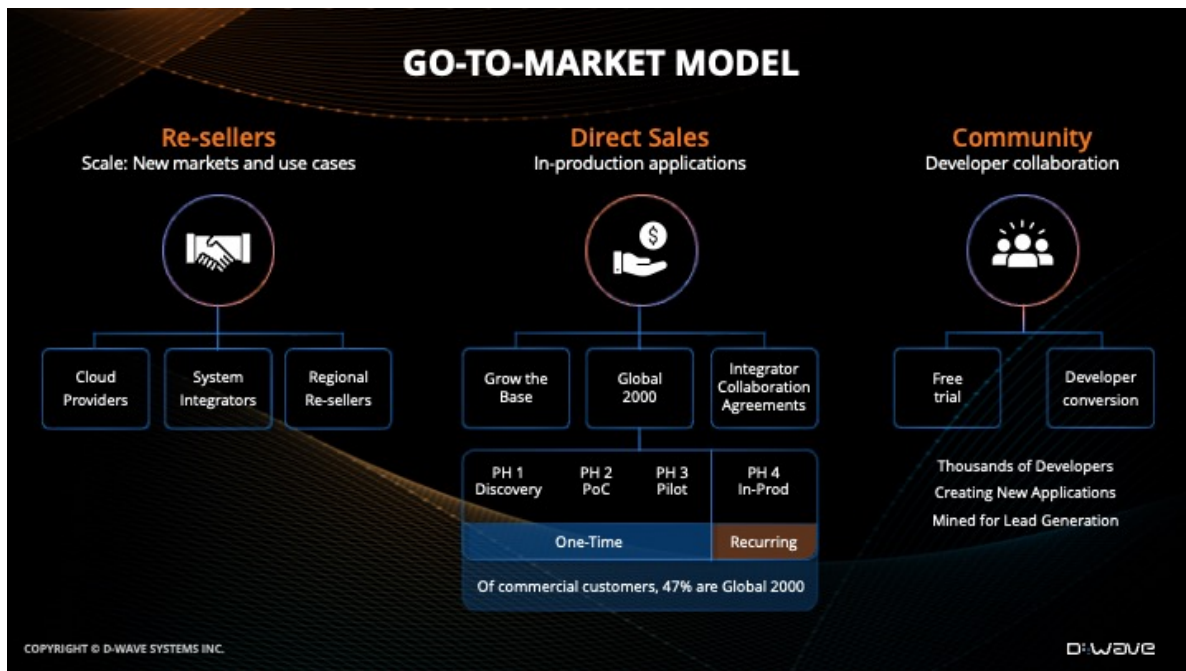 GO-TO-MARKET MODEL
Re-sellers
Scale: New markets and use cases
Cloud
Providers
System
Integrators
Regional
Re-sellers
Direct Sales
In-production applications
$
Grow the
Base
Global
2000
Integrator
Collaboration
Agreements
PH 1
Discovery
PH 2
PoC
PH 3
Pilot
PH 4
In-Prod
One-Time
Recurring
Of commercial customers, 47% are Global 2000
Community
Developer collaboration
Free
trial
Developer
conversion
Thousands of Developers
Creating New Applications
Mined for Lead Generation
COPYRIGHT © D-WAVE SYSTEMS INC.
D:WAVE